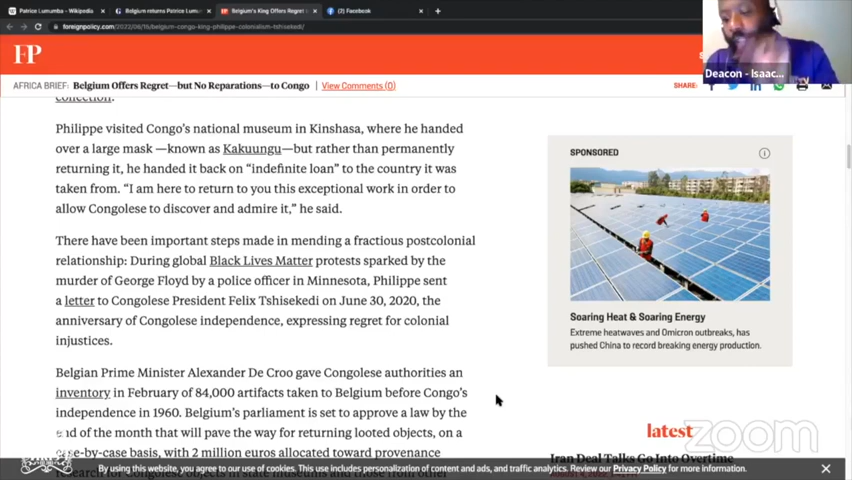 Patrice Lumumba - Wikipedia
Belgium returns Patrice Lumum
Belgium's King Offers Regret
Facebook
foreignpolicy.com/2022/06/15/belgium-congo-king-philippe-colonialism-tshisekedi/
FP
Deacon - Isaac...
AFRICA BRIEF: Belgium Offers Regret—but No Reparations—to Congo
View Comments (0)
SHARE:
collection.
Philippe visited Congo's national museum in Kinshasa, where he handed
over a large mask —known as Kakuungu—but rather than permanently
returning it, he handed it back on "indefinite loan" to the country it was
taken from. "I am here to return to you this exceptional work in order to
allow Congolese to discover and admire it," he said.
There have been important steps made in mending a fractious postcolonial
relationship: During global Black Lives Matter protests sparked by the
murder of George Floyd by a police officer in Minnesota, Philippe sent
a letter to Congolese President Felix Tshisekedi on June 30, 2020, the
anniversary of Congolese independence, expressing regret for colonial
injustices.
Belgian Prime Minister Alexander De Croo gave Congolese authorities an
inventory in February of 84,000 artifacts taken to Belgium before Congo's
independence in 1960. Belgium's parliament is set to approve a law by the
end of the month that will pave the way for returning looted objects, on a
case-by-case basis, with 2 million euros allocated toward provenance
research for Congolese objects in state museums and those from other
SPONSORED
Soaring Heat & Soaring Energy
Extreme heatwaves and Omicron outbreaks, has
pushed China to record breaking energy production.
latest
zoom
Iran Deal Talks Go Into Overtime
By using this website, you agree to our use of cookies. This use includes personalization of content and ads, and traffic analytics. Review our Privacy Policy for more information.